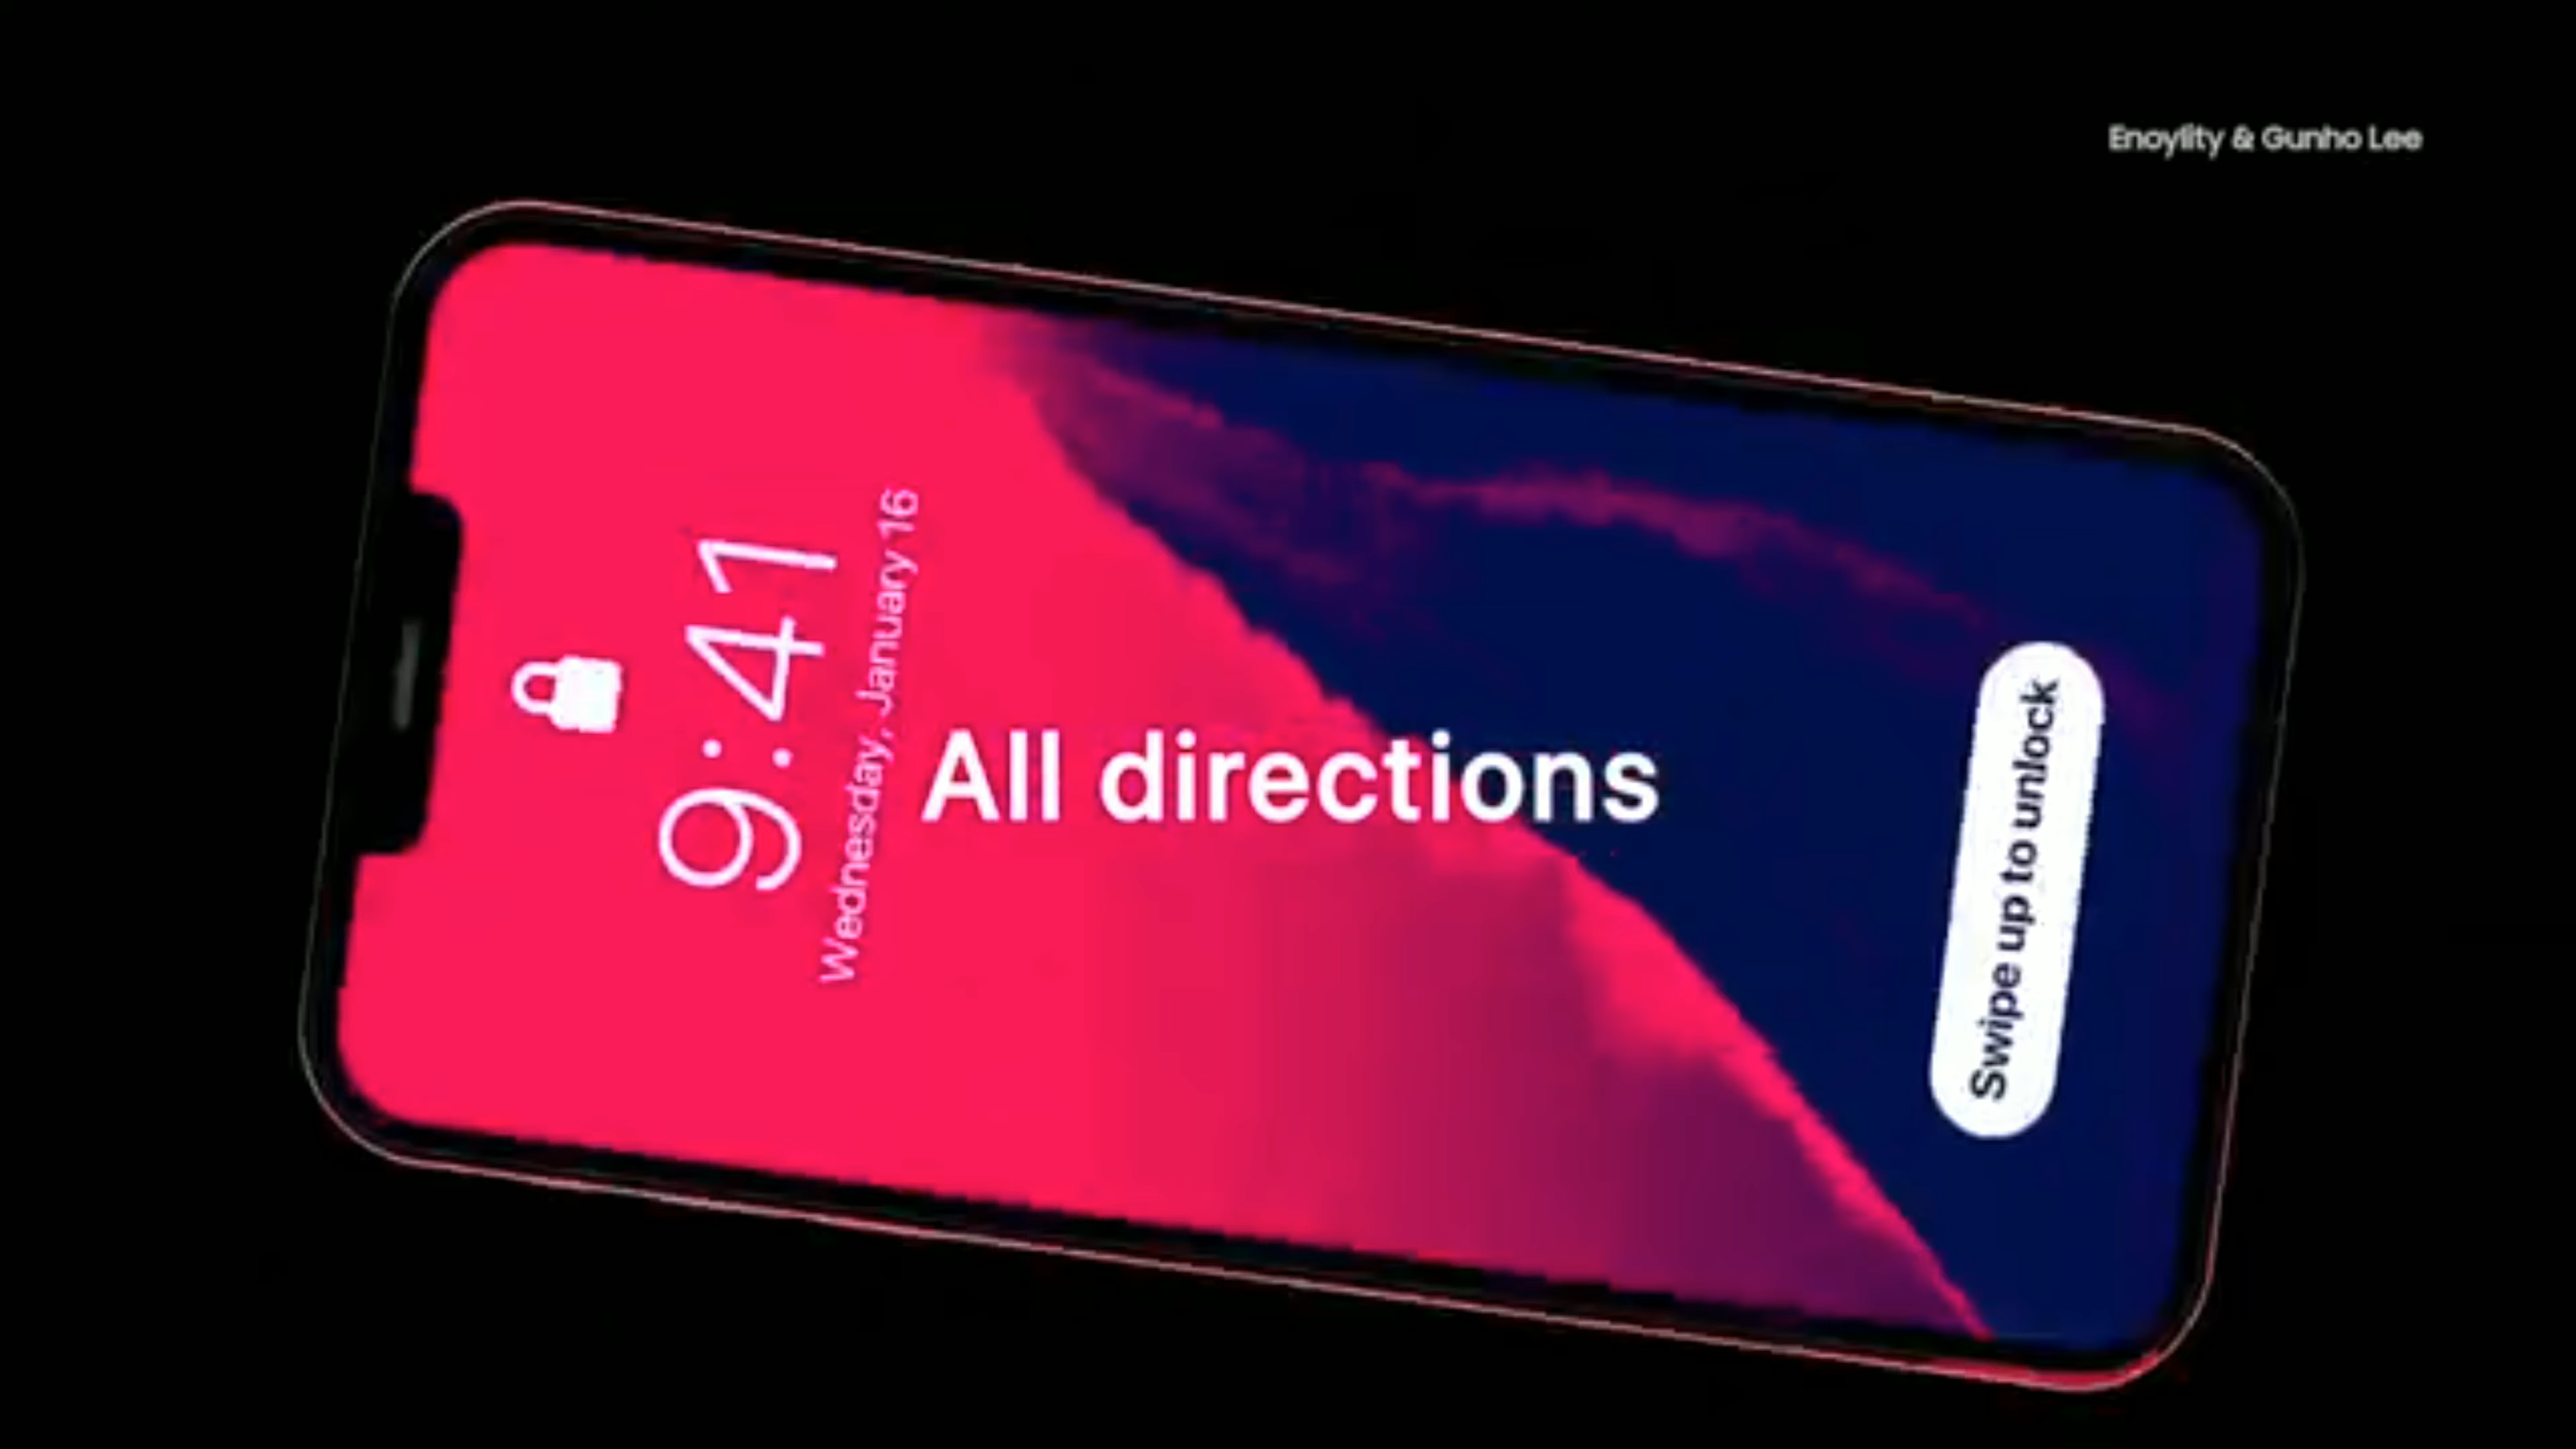 Enoylity & Gunho Lee
9:41
Wednesday, January 16
All directions
Swipe up to unlock